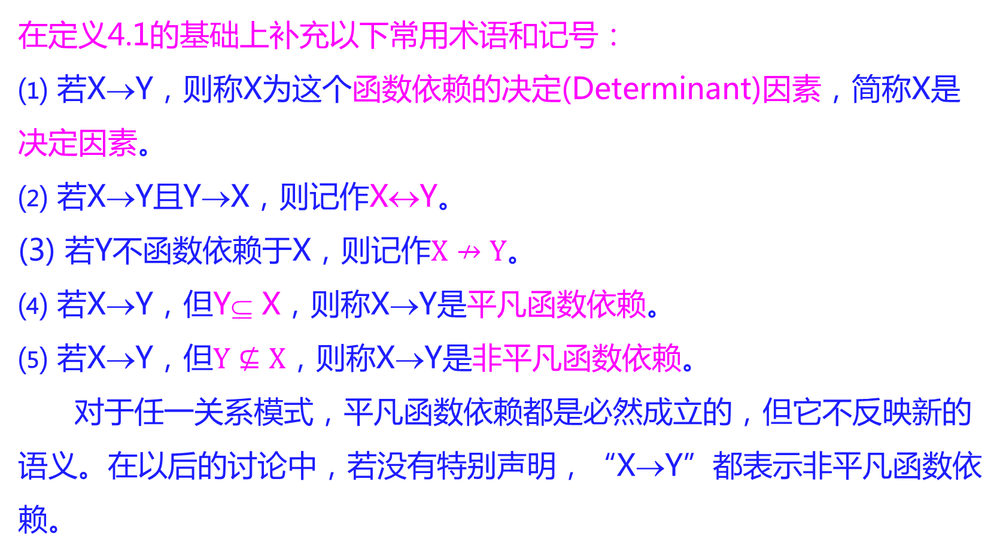 在定义4.1的基础上补充以下常用术语和记号：
(1) 若X→Y，则称X为这个函数依赖的决定(Determinant)因素，简称X是
决定因素。
(2) 若X→Y且Y→X，则记作X↔Y。
(3) 若Y不函数依赖于X，则记作X ↛ Y。
(4) 若X→Y，但Y⊆ X，则称X→Y是平凡函数依赖。
(5) 若X→Y，但Y ⊈ X，则称X→Y是非平凡函数依赖。
对于任一关系模式，平凡函数依赖都是必然成立的，但它不反映新的
语义。在以后的讨论中，若没有特别声明，“X→Y”都表示非平凡函数依
赖。